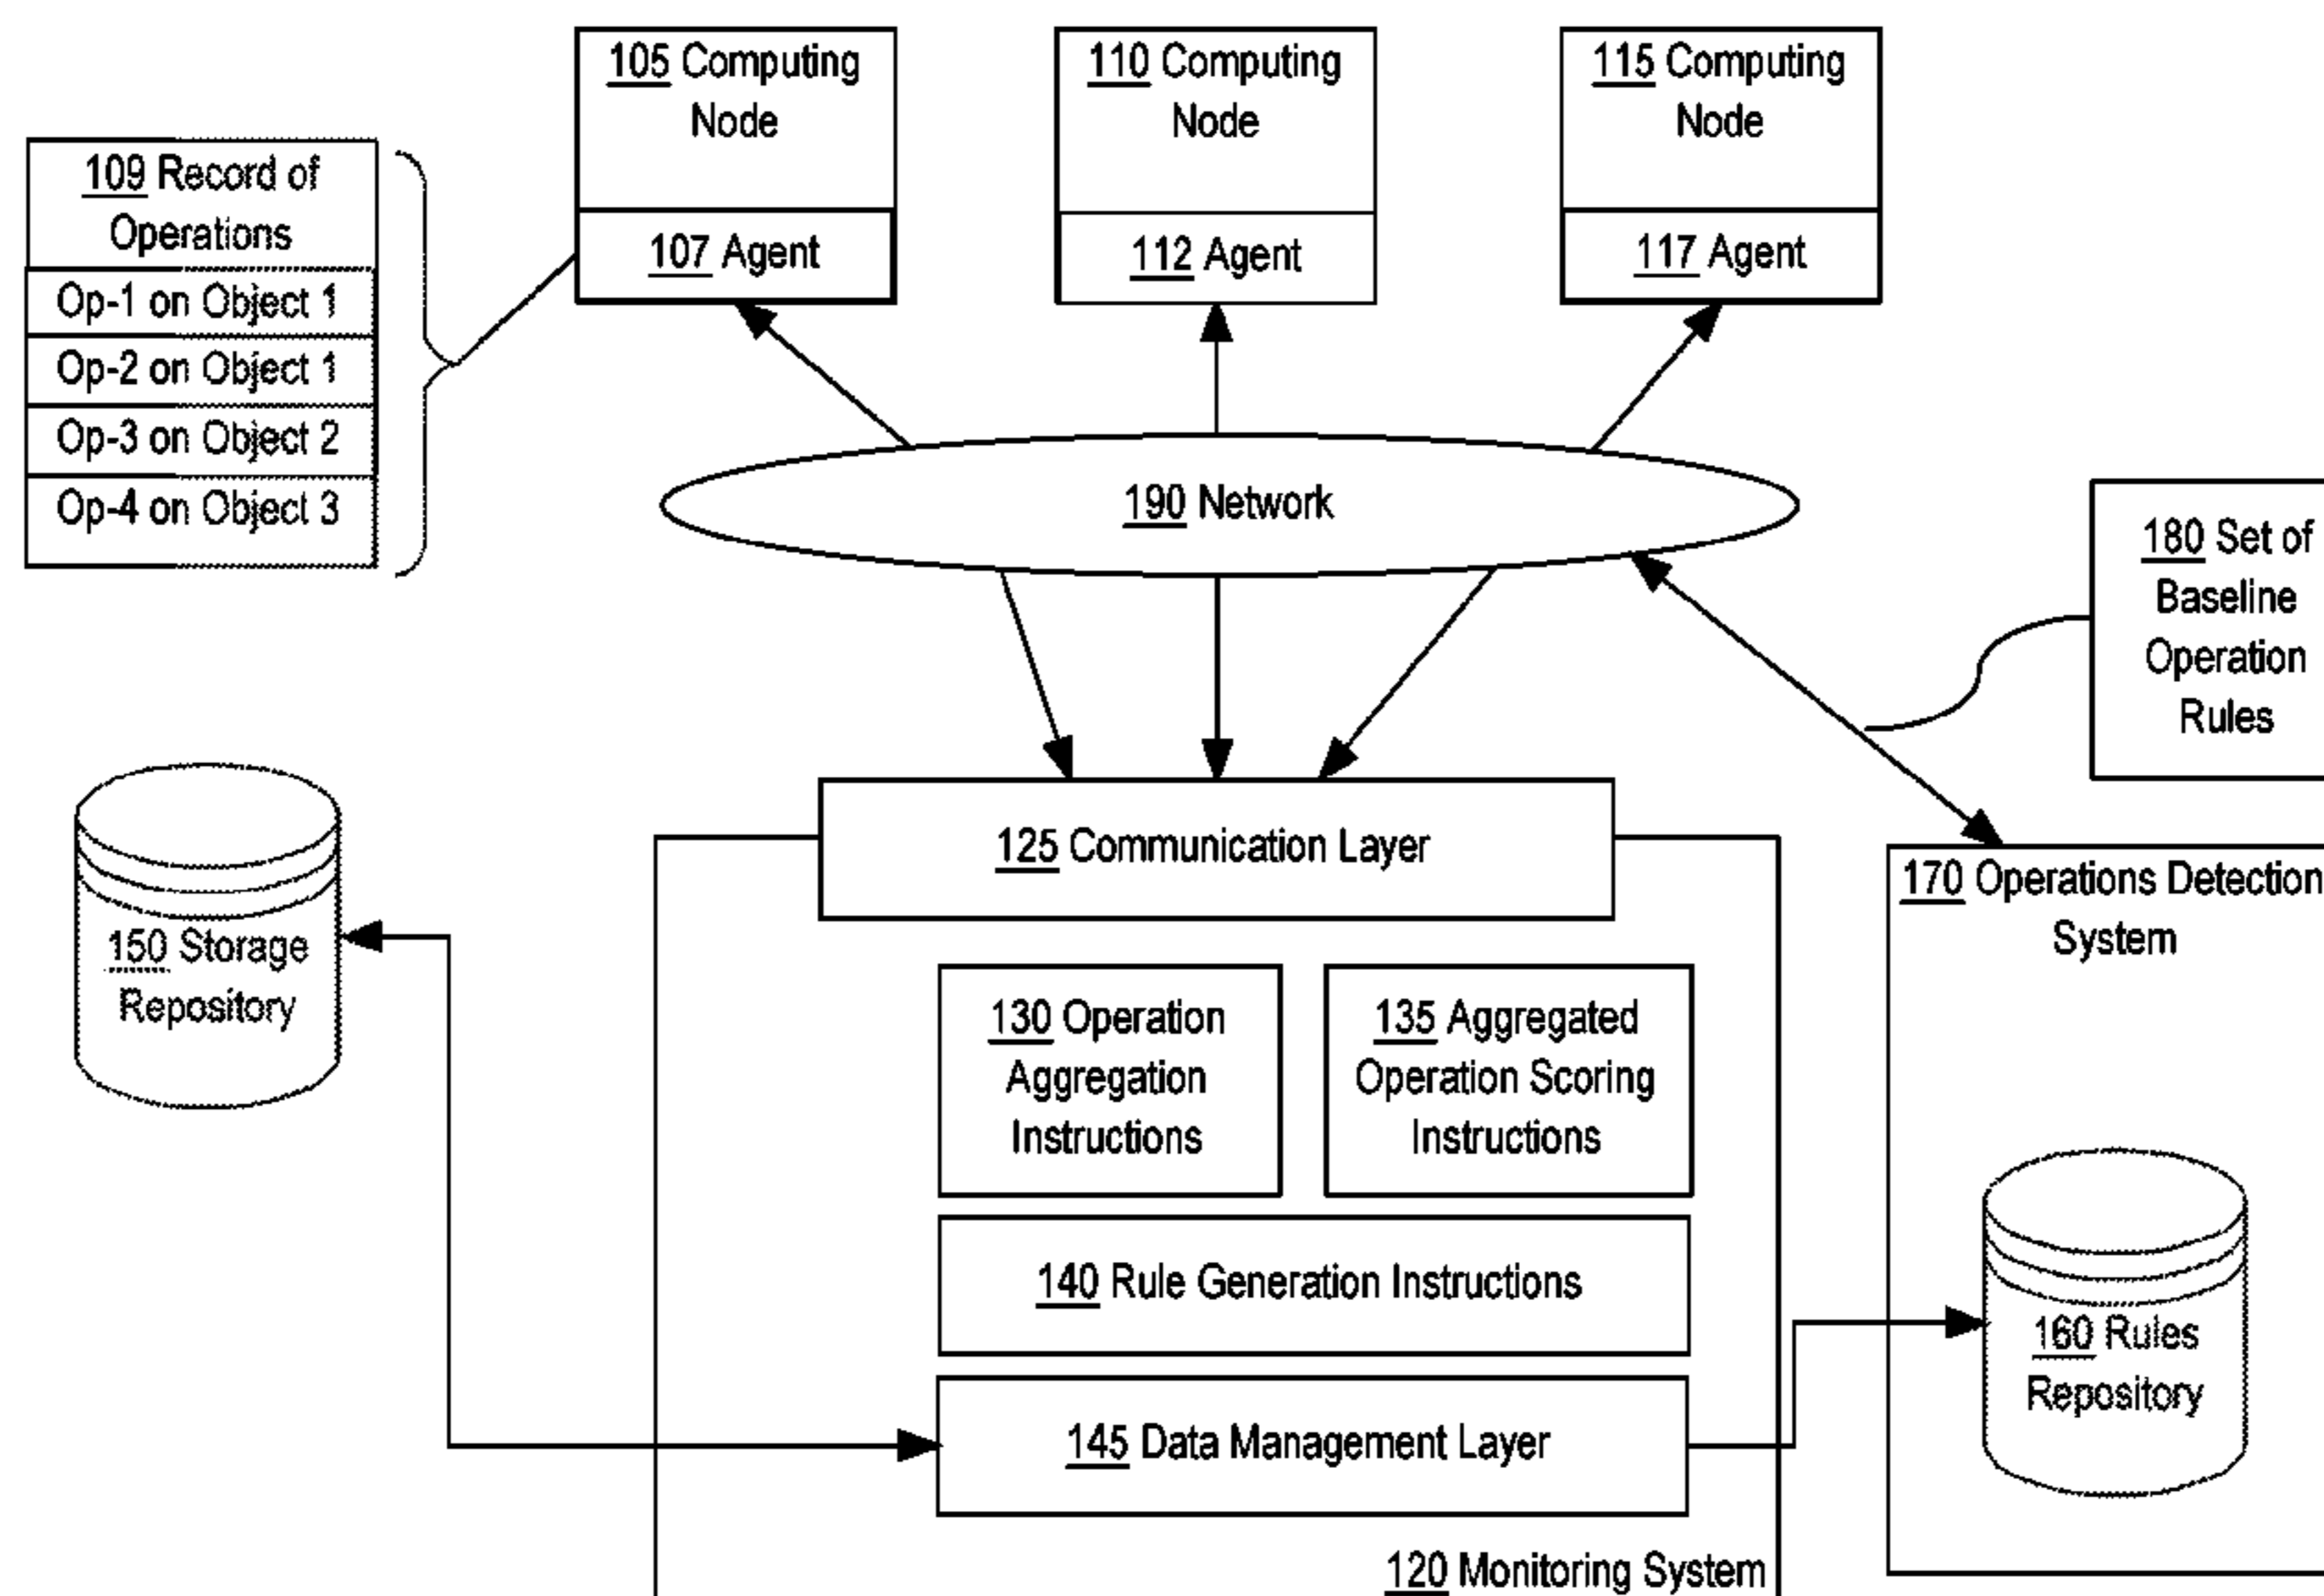 105 Computing
Node
107 Agent
110 Computing
Node
112 Agent
115 Computing
Node
117 Agent
109 Record of
Operations
Op-1 on Object 1
Op-2 on Object 1
Op-3 on Object 2
Op-4 on Object 3
190 Network
180 Set of
Baseline
Operation
Rules
125 Communication Layer
170 Operations Detection
System
150 Storage
Repository
130 Operation
Aggregation
Instructions
135 Aggregated
Operation Scoring
Instructions
140 Rule Generation Instructions
160 Rules
Repository
145 Data Management Layer
120 Monitoring System